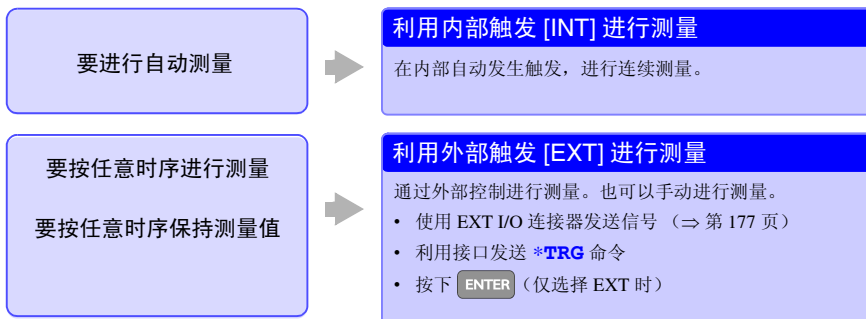 要进行自动测量
利用内部触发 [INT] 进行测量
在内部自动发生触发，进行连续测量。
要按任意时序进行测量
要按任意时序保持测量值
利用外部触发 [EXT] 进行测量
通过外部控制进行测量。也可以手动进行测量。
• 使用 EXT I/O 连接器发送信号 （⇒ 第 177 页）
• 利用接口发送 *TRG 命令
• 按下 ENTER（仅选择 EXT 时）